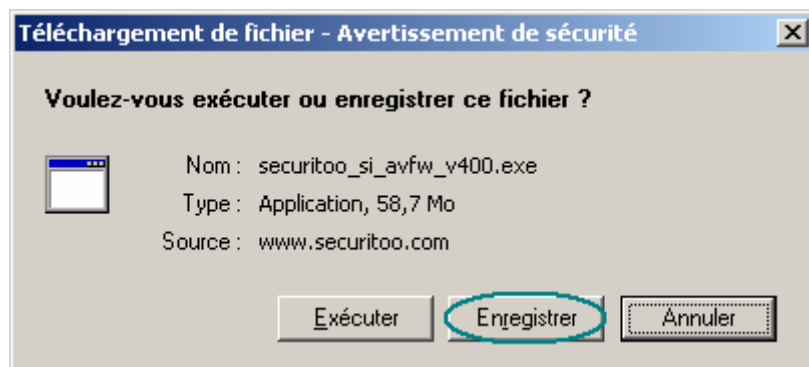 Téléchargement de fichier - Avertissement de sécurité
Voulez-vous exécuter ou enregistrer ce fichier ?
Nom : securitoo_si_avfw_v400.exe
Type : Application, 58,7 Mo
Source : www.securitoo.com
Exécuter Enregistrer Annuler